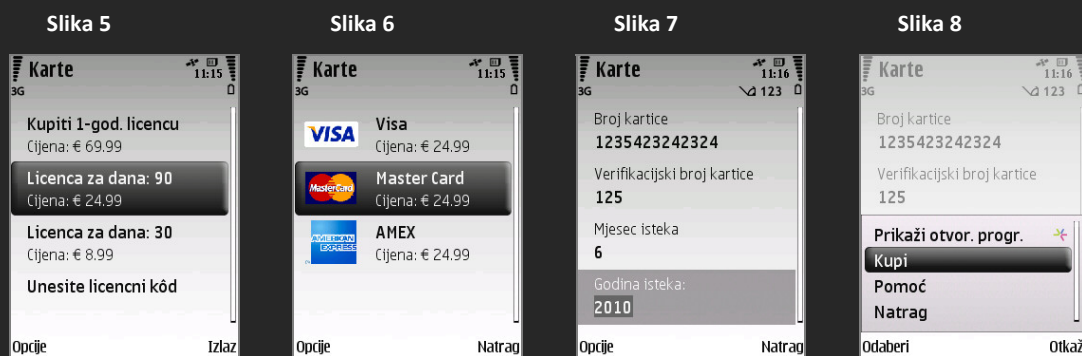 Slika 5
Karte
11:15
3G
Kupiti 1-god. licencu
Cijena: € 69.99
Licenca za dana: 90
Cijena: € 24.99
Licenca za dana: 30
Cijena: € 8.99
Unesite licencni kôd
Opcije Izlaz
Slika 6
Karte
11:15
3G
VISA
Visa
Cijena: € 24.99
MasterCard
Master Card
Cijena: € 24.99
AMERICAN EXPRESS
AMEX
Cijena: € 24.99
Opcije Natrag
Slika 7
Karte
11:16
3G 123
Broj kartice
1235423242324
Verifikacijski broj kartice
125
Mjesec isteka
6
Godina isteka:
2010
Opcije Natrag
Slika 8
Karte
11:16
3G 123
Broj kartice
1235423242324
Verifikacijski broj kartice
125
Prikaži otvor. progr.
Kupi
Pomoć
Natrag
Odaberi Otkaž